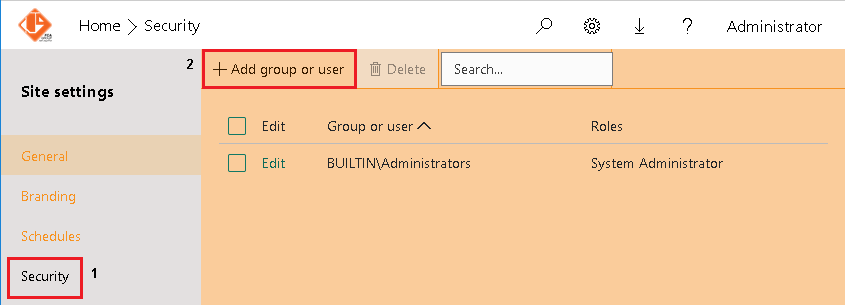 Home > Security
? Administrator
2
+ Add group or user
Delete
Search...
Site settings
Edit Group or user Roles
General
Edit BUILTIN\Administrators System Administrator
Branding
Schedules
Security
1